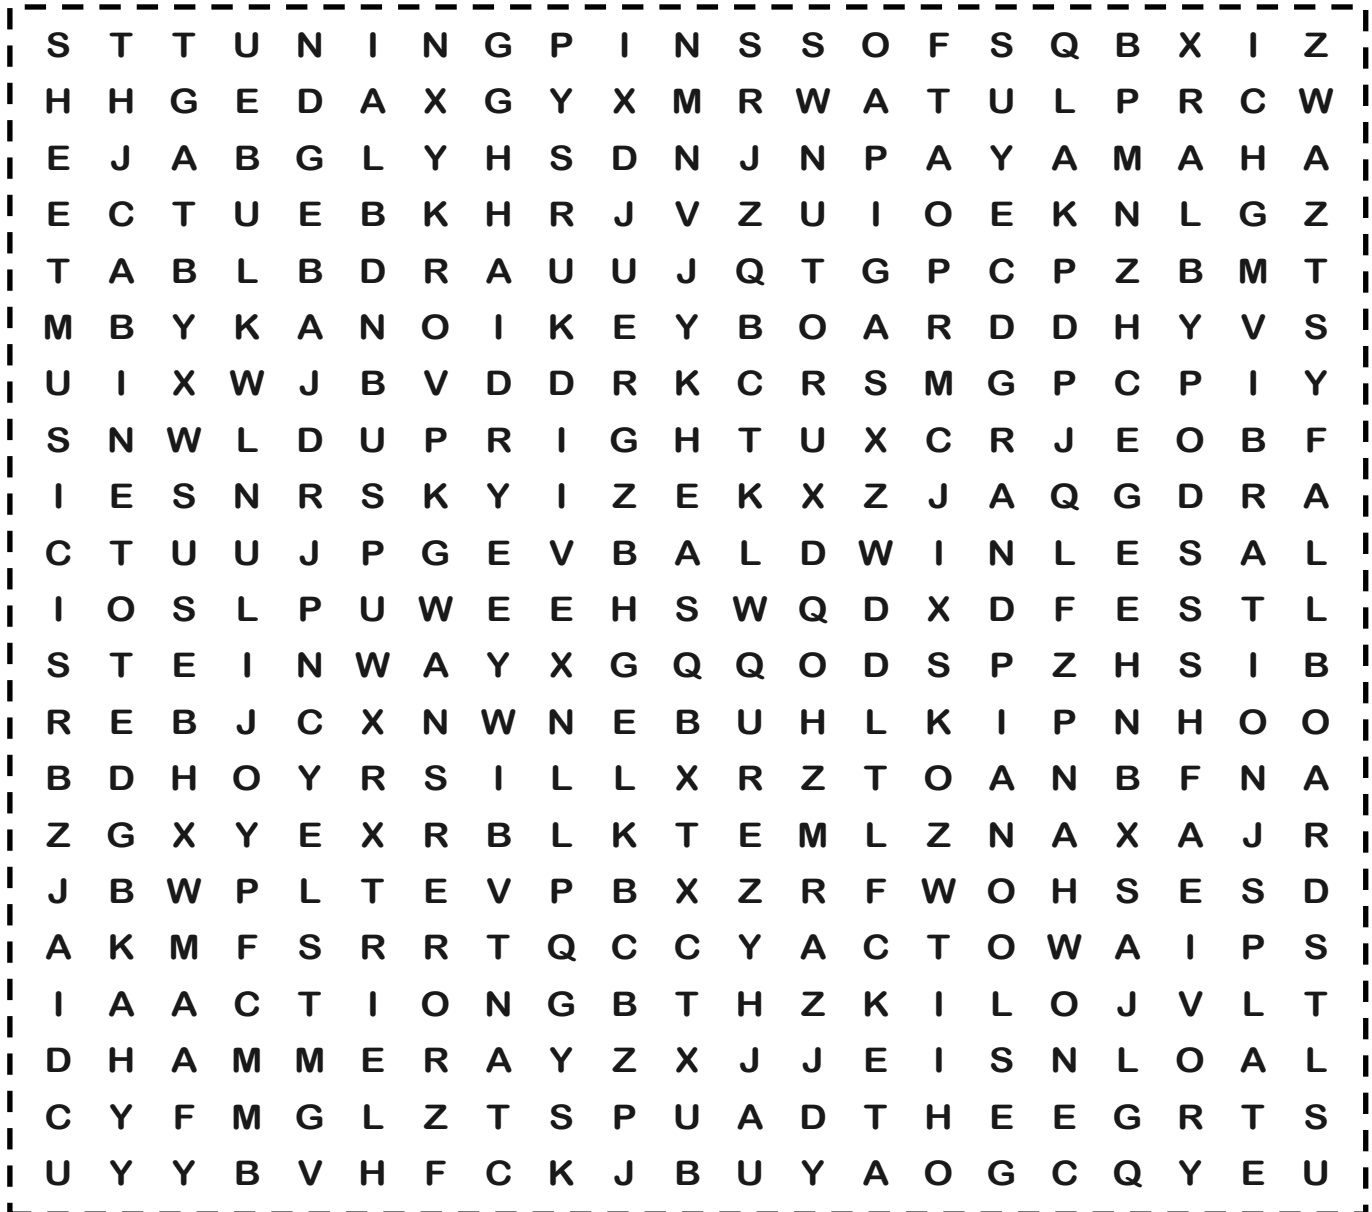 S T T U N I N G P I N S S O F S Q B X I Z
H H G E D A X G Y X M R W A T U L P R C W
E J A B G L Y H S D N J N P A Y A M A H A
E C T U E B K H R J V Z U I O E K N L G Z
T A B L B D R A U U J Q T G P C P Z B M T
M B Y K A N O I K E Y B O A R D D H Y V S
U I X W J B V D D R K C R S M G P C P I Y
S N W L D U P R I G H T U X C R J E O B F
I E S N R S K Y I Z E K X Z J A Q G D R A
C T U U J P G E V B A L D W I N L E S A L
I O S L P U W E E H S W Q D X D F E S T L
S T E I N W A Y X G Q Q O D S P Z H S I B
R E B J C X N W N E B U H L K I P N H O O
B D H O Y R S I L L X R Z T O A N B F N A
Z G X Y E X R B L K T E M L Z N A X A J R
J B W P L T E V P B X Z R F W O H S E S D
A K M F S R R T Q C C Y A C T O W A I P S
I A A C T I O N G B T H Z K I L O J V L T
D H A M M E R A Y Z X J J E I S N L O A L
C Y F M G L Z T S P U A D T H E E G R T S
U Y Y B V H F C K J B U Y A O G C Q Y E U